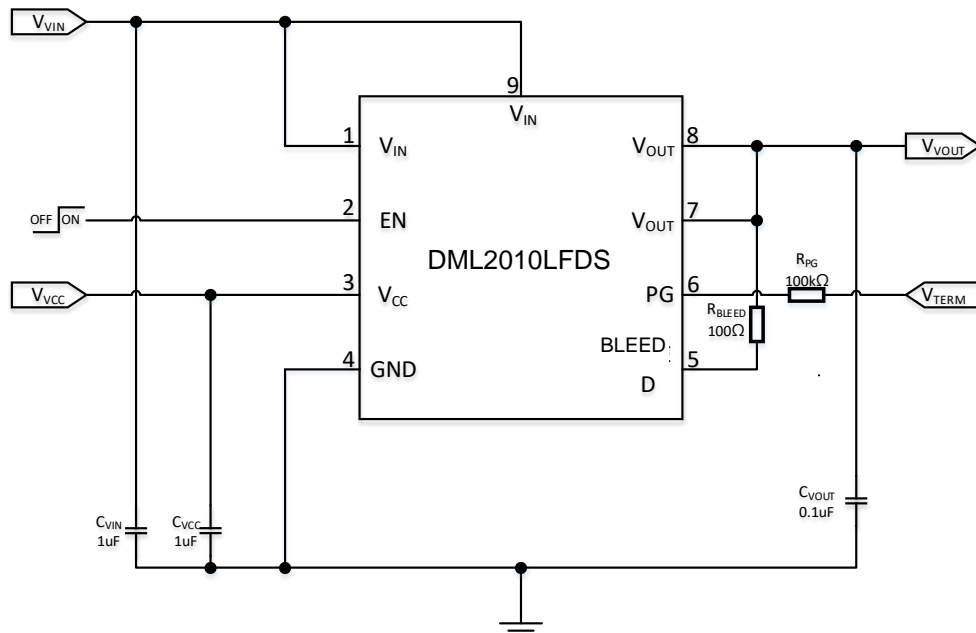 VVIN
9
VIN
1
VIN
8
VOUT
VVOUT
OFF
ON
2
EN
7
VOUT
DML2010LFDS
RPG
100kΩ
VVCC
3
VCC
6
PG
VTERM
RBLEED
100Ω
BLEED
4
GND
5
D
CVIN
1uF
CVCC
1uF
CVOUT
0.1uF